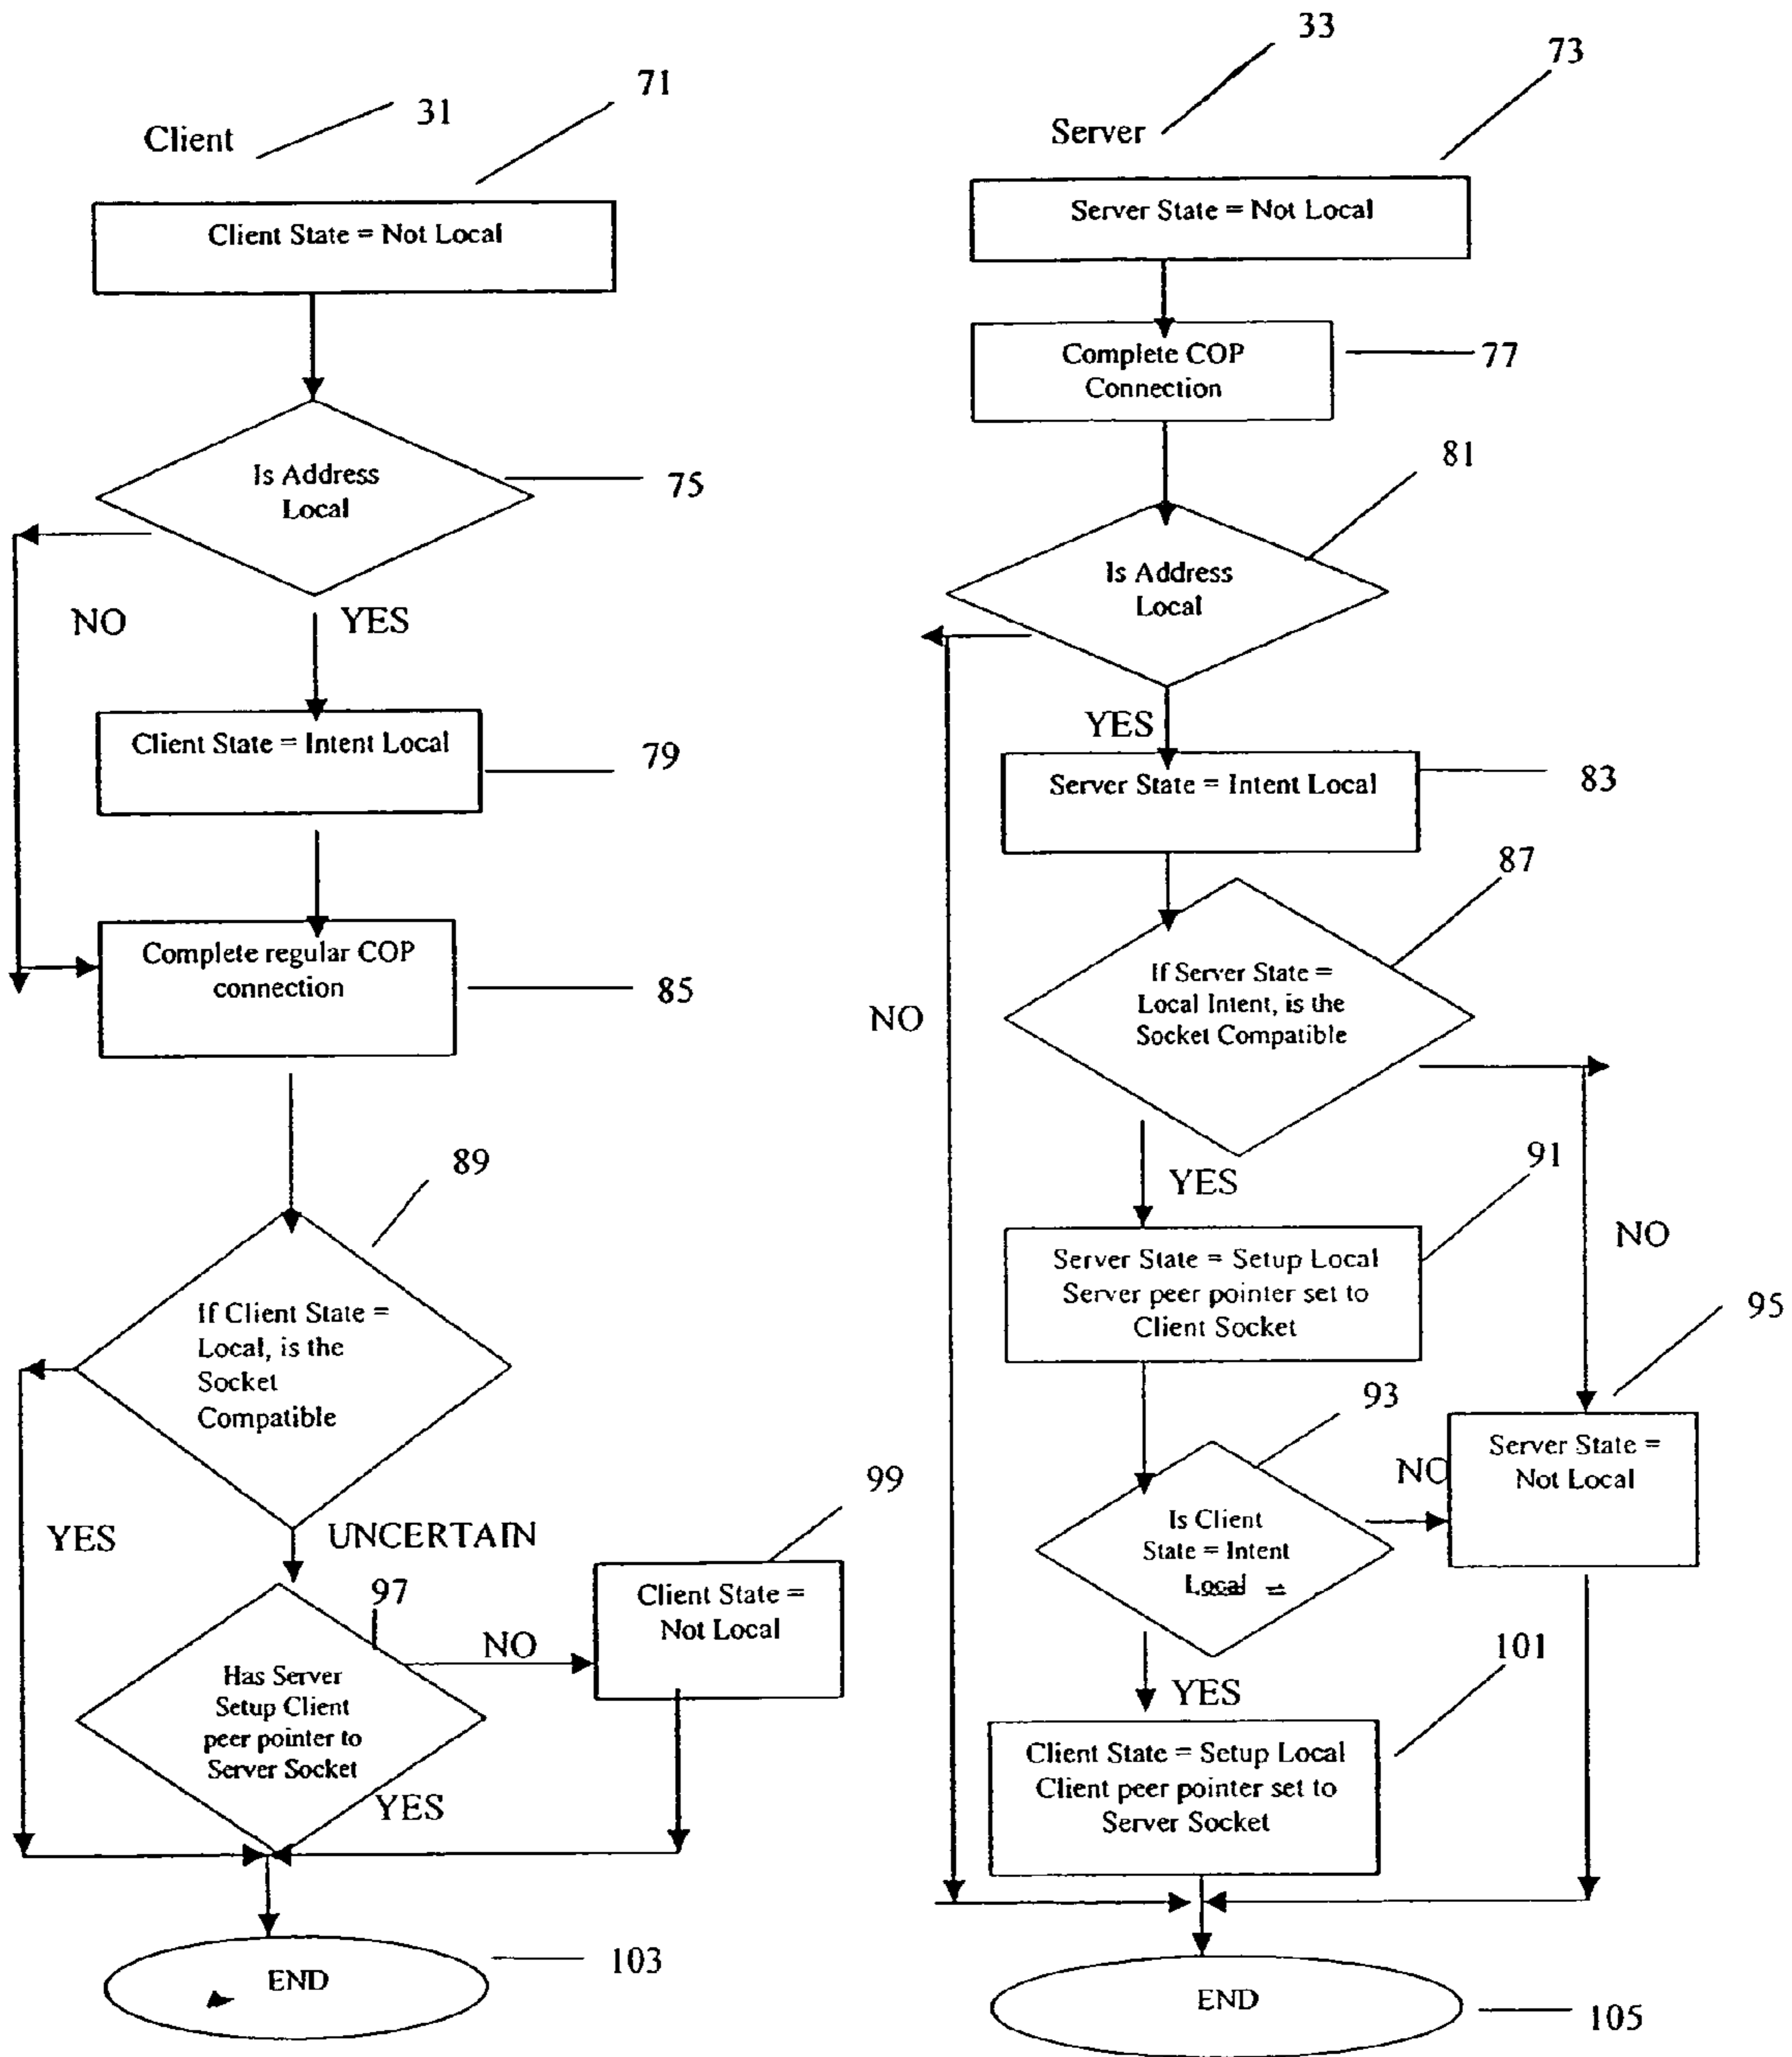 Client
31
71
Client State = Not Local
Is Address
Local
75
NO
YES
Client State = Intent Local
79
Complete regular COP
connection
85
89
If Client State =
Local, is the
Socket
Compatible
YES
UNCERTAIN
97
99
Client State =
Not Local
NO
Has Server
Setup Client
peer pointer to
Server Socket
YES
END
103
Server
33
73
Server State = Not Local
Complete COP
Connection
77
81
Is Address
Local
YES
NO
Server State = Intent Local
83
87
If Server State =
Local Intent, is the
Socket Compatible
YES
NO
91
Server State = Setup Local
Server peer pointer set to
Client Socket
95
93
Is Client
State = Intent
Local =
NO
Server State =
Not Local
YES
101
Client State = Setup Local
Client peer pointer set to
Server Socket
END
105